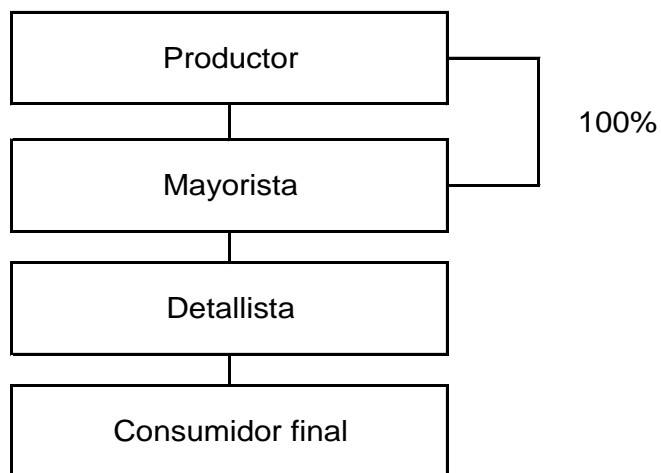 Productor
100%
Mayorista
Detallista
Consumidor final